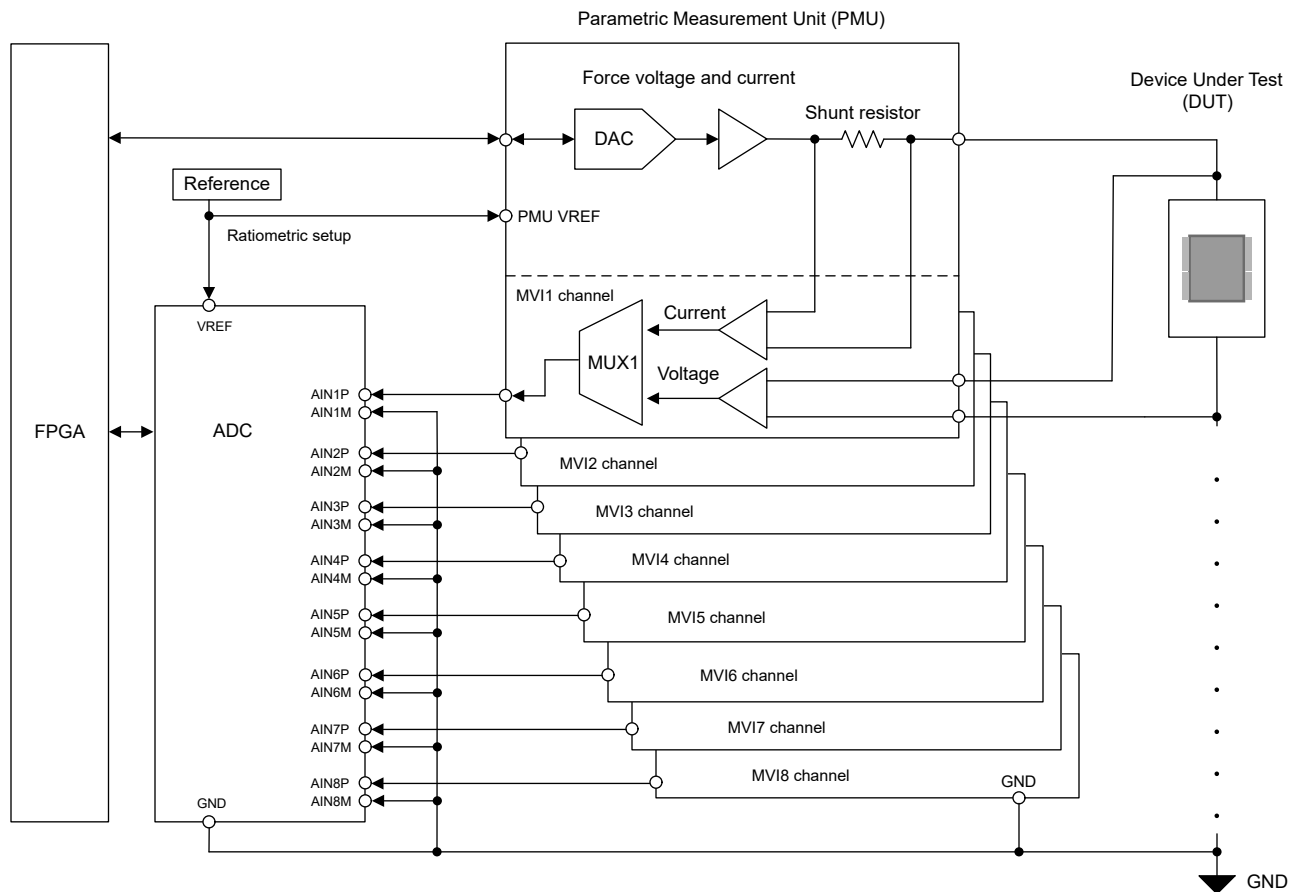 Parametric Measurement Unit (PMU)
Force voltage and current
Device Under Test
(DUT)
Shunt resistor
DAC
Reference
PMU VREF
Ratiometric setup
MVI1 channel
Current
VREF
MUX1
Voltage
AIN1P
AIN1M
FPGA
ADC
AIN2P
MVI2 channel
AIN2M
AIN3P
MVI3 channel
AIN3M
AIN4P
MVI4 channel
AIN4M
AIN5P
MVI5 channel
AIN5M
AIN6P
MVI6 channel
AIN6M
AIN7P
MVI7 channel
AIN7M
AIN8P
MVI8 channel
GND
AIN8M
GND
GND